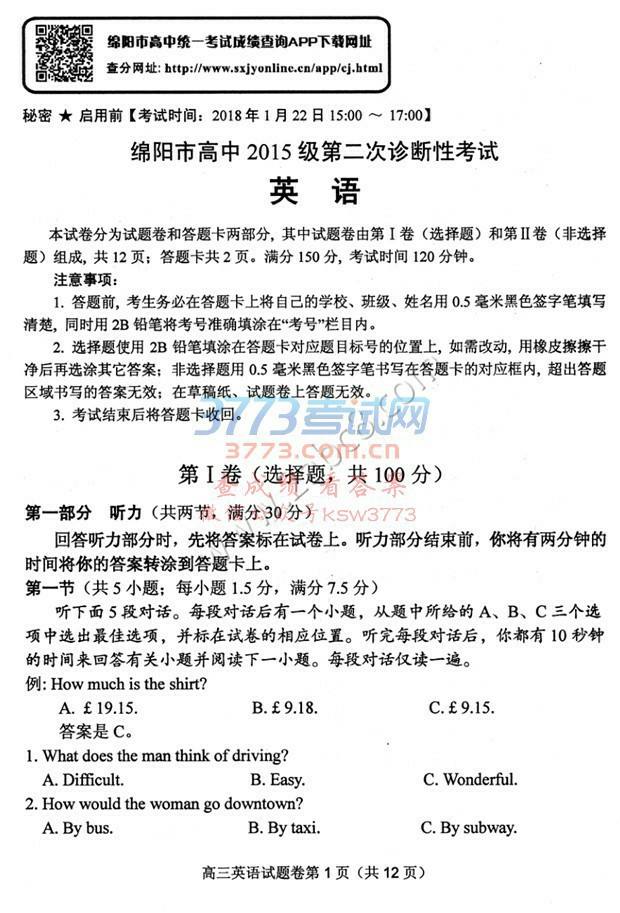 绵阳市高中统一考试成绩查询APP下载网址
查分网址: http://www.sxjyonline.cn/app/cj.html
秘密 ★ 启用前【考试时间：2018 年 1 月 22 日 15:00 ～ 17:00】
绵阳市高中 2015 级第二次诊断性考试
英 语
本试卷分为试题卷和答题卡两部分, 其中试题卷由第Ⅰ卷（选择题）和第Ⅱ卷（非选择
题）组成, 共 12 页；答题卡共 2 页。满分 150 分, 考试时间 120 分钟。
注意事项：
1. 答题前, 考生务必在答题卡上将自己的学校、班级、姓名用 0.5 毫米黑色签字笔填写
清楚, 同时用 2B 铅笔将考号准确填涂在“考号”栏目内。
2. 选择题使用 2B 铅笔填涂在答题卡对应题目标号的位置上, 如需改动, 用橡皮擦擦干
净后再选涂其它答案；非选择题用 0.5 毫米黑色签字笔书写在答题卡的对应框内, 超出答题
区域书写的答案无效；在草稿纸、试题卷上答题无效。
3. 考试结束后将答题卡收回。
3773考试网
3773.com.cn
查成绩 看答案
微信公众号ksw3773
第Ⅰ卷（选择题，共 100 分）
第一部分 听力（共两节，满分 30 分）
回答听力部分时，先将答案标在试卷上。听力部分结束前，你将有两分钟的
时间将你的答案转涂到答题卡上。
第一节（共 5 小题；每小题 1.5 分，满分 7.5 分）
听下面 5 段对话。每段对话后有一个小题，从题中所给的 A、B、C 三个选
项中选出最佳选项，并标在试卷的相应位置。听完每段对话后，你都有 10 秒钟
的时间来回答有关小题并阅读下一小题。每段对话仅读一遍。
例: How much is the shirt?
A. £ 19.15. B. £ 9.18. C. £ 9.15.
答案是 C。
1. What does the man think of driving?
A. Difficult. B. Easy. C. Wonderful.
2. How would the woman go downtown?
A. By bus. B. By taxi. C. By subway.
高三英语试题卷第 1 页（共 12 页）